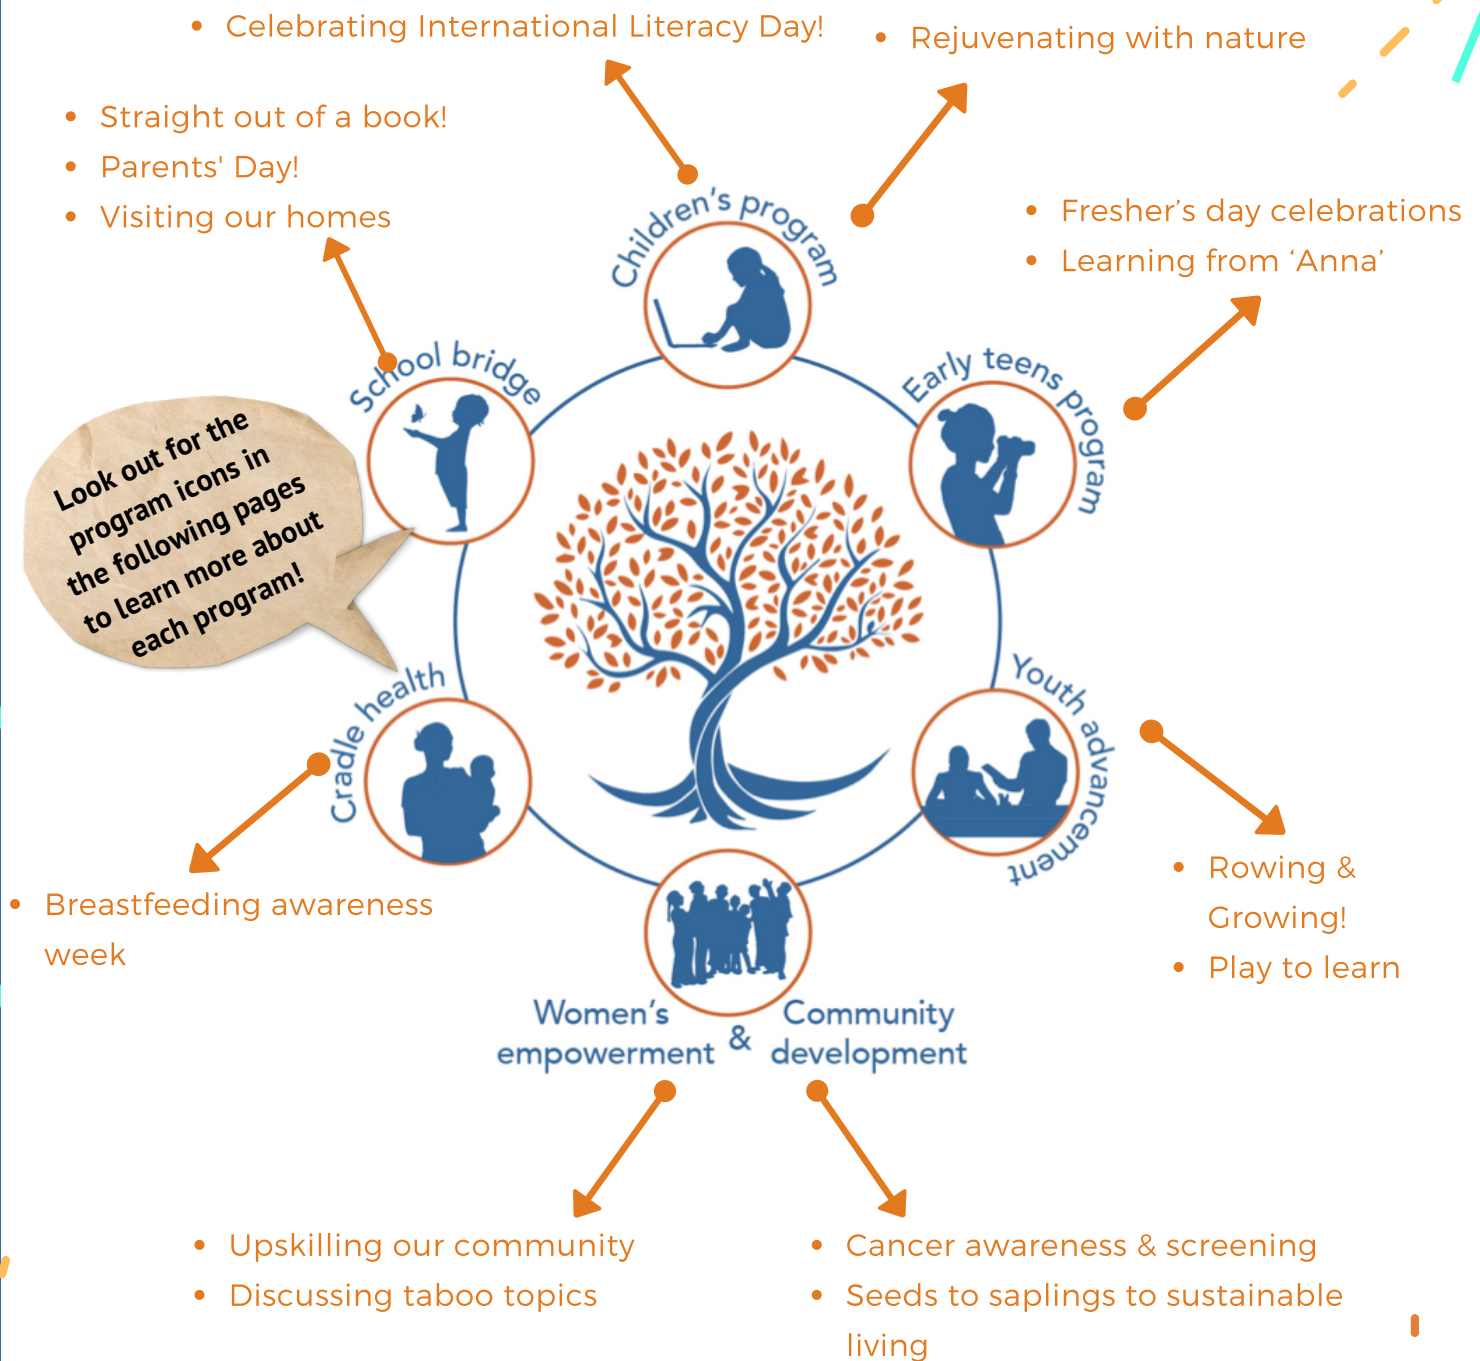 • Celebrating International Literacy Day!
• Rejuvenating with nature
• Straight out of a book!
• Parents' Day!
• Visiting our homes
• Fresher’s day celebrations
• Learning from ‘Anna’
Children's program
School bridge
Early teens program
Look out for the
program icons in
the following pages
to learn more about
each program!
Cradle health
Youth advancement
• Breastfeeding awareness
week
• Rowing &
Growing!
• Play to learn
Women's
empowerment
&
Community
development
• Upskilling our community
• Discussing taboo topics
• Cancer awareness & screening
• Seeds to saplings to sustainable
living